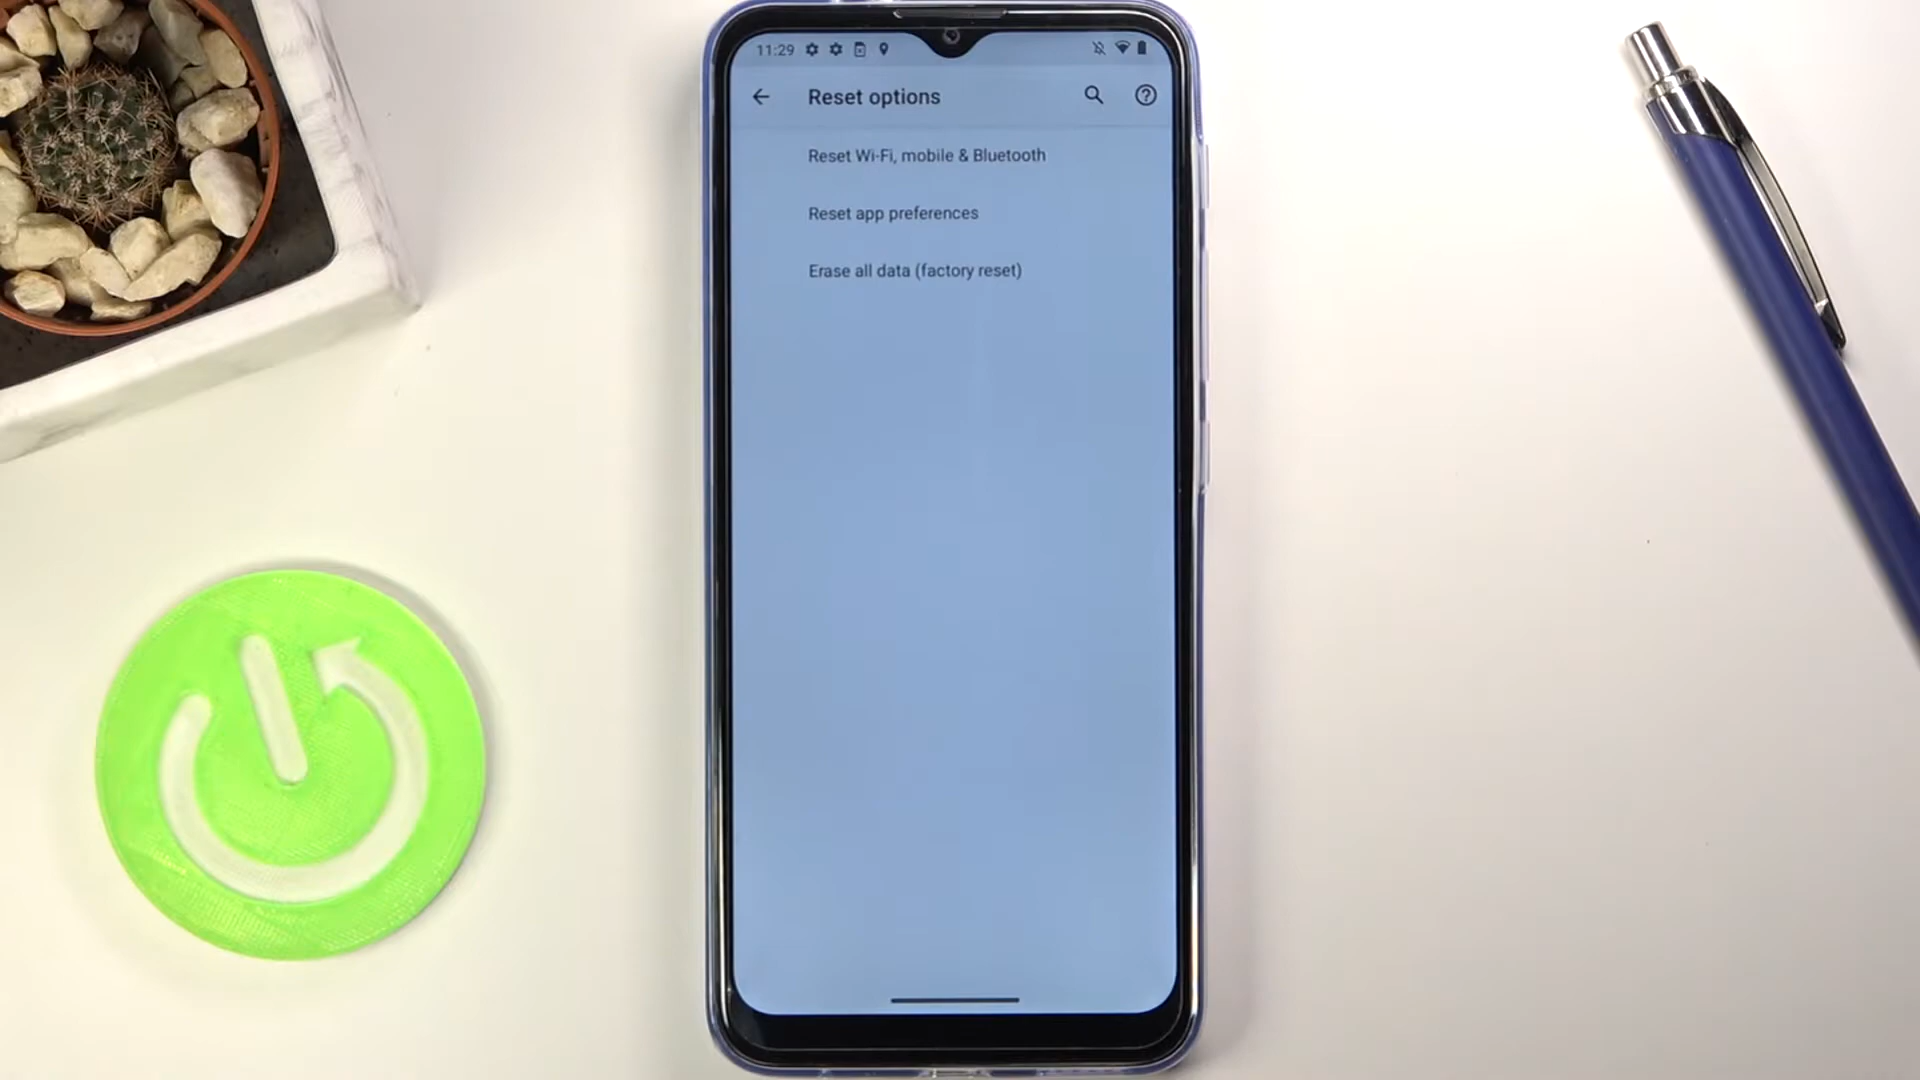 11:29
Reset options
Reset Wi-Fi, mobile & Bluetooth
Reset app preferences
Erase all data (factory reset)